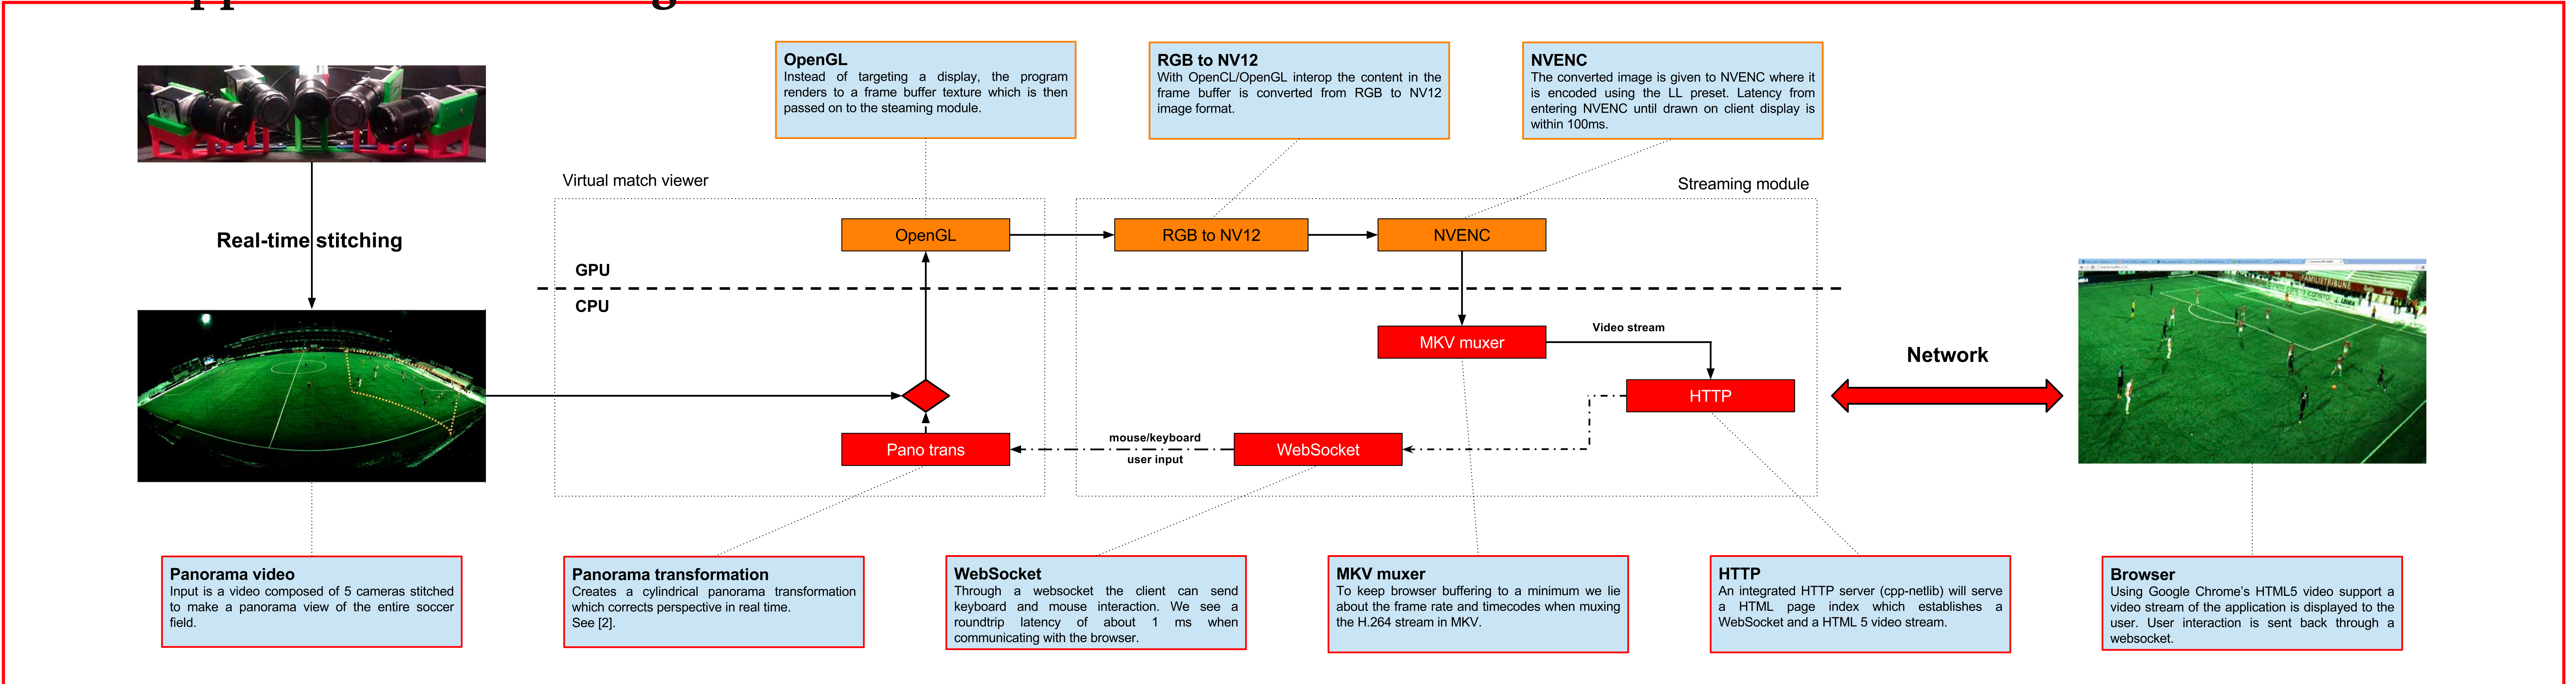 OpenGL
Instead of targeting a display, the program
renders to a frame buffer texture which is then
passed on to the steaming module.
RGB to NV12
With OpenCL/OpenGL interop the content in the
frame buffer is converted from RGB to NV12
image format.
NVENC
The converted image is given to NVENC where it
is encoded using the LL preset. Latency from
entering NVENC until drawn on client display is
within 100ms.
Virtual match viewer
Streaming module
Real-time stitching
OpenGL
RGB to NV12
NVENC
GPU
CPU
MKV muxer
Video stream
HTTP
Network
Pano trans
mouse/keyboard
user input
WebSocket
FAMILIETRIBUNE
Panorama video
Input is a video composed of 5 cameras stitched
to make a panorama view of the entire soccer
field.
Panorama transformation
Creates a cylindrical panorama transformation
which corrects perspective in real time.
See [2].
WebSocket
Through a websocket the client can send
keyboard and mouse interaction. We see a
roundtrip latency of about 1 ms when
communicating with the browser.
MKV muxer
To keep browser buffering to a minimum we lie
about the frame rate and timecodes when muxing
the H.264 stream in MKV.
HTTP
An integrated HTTP server (cpp-netlib) will serve
a HTML page index which establishes a
WebSocket and a HTML 5 video stream.
Browser
Using Google Chrome's HTML5 video support a
video stream of the application is displayed to the
user. User interaction is sent back through a
websocket.